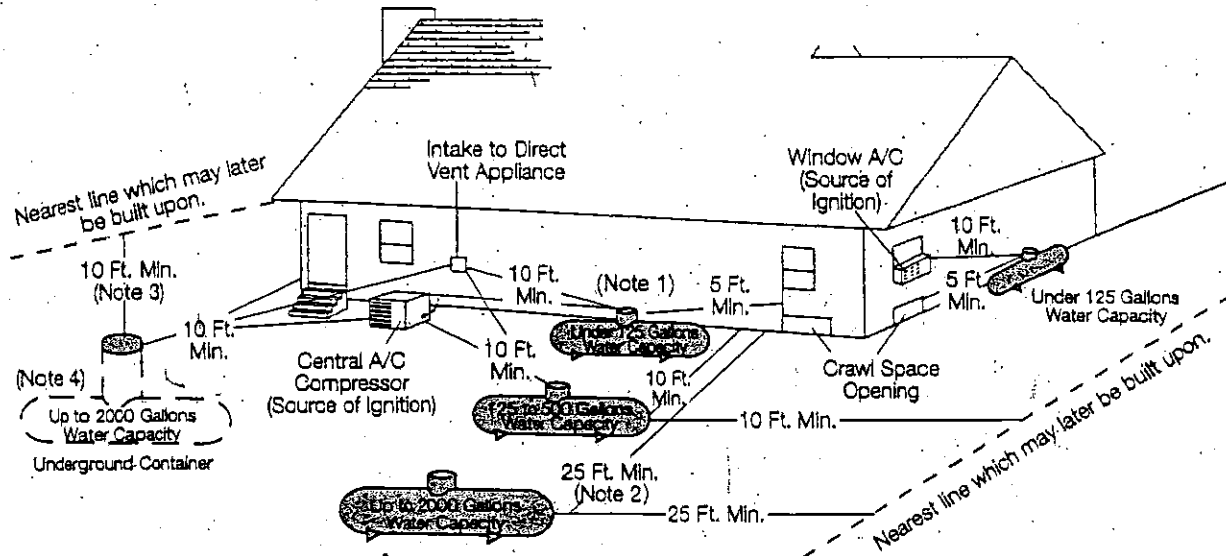 Nearest line which may later
be built upon.
10 Ft. Min.
(Note 3)
10 Ft.
Min.
(Note 4)
Up to 2000 Gallons
Water Capacity
Underground Container
Intake to Direct
Vent Appliance
Central A/C
Compressor
(Source of Ignition)
10 Ft.
Min.
(Note 1)
5 Ft.
Min.
Under 125 Gallons
Water Capacity
10 Ft.
Min.
125 to 500 Gallons
Water Capacity
10 Ft.
Min.
10 Ft. Min.
25 Ft. Min.
(Note 2)
Up to 2000 Gallons
Water Capacity
25 Ft. Min.
Window A/C
(Source of
Ignition)
10 Ft.
Min.
5 Ft.
Min.
Under 125 Gallons
Water Capacity
Crawl Space
Opening
Nearest line which may later be built upon.